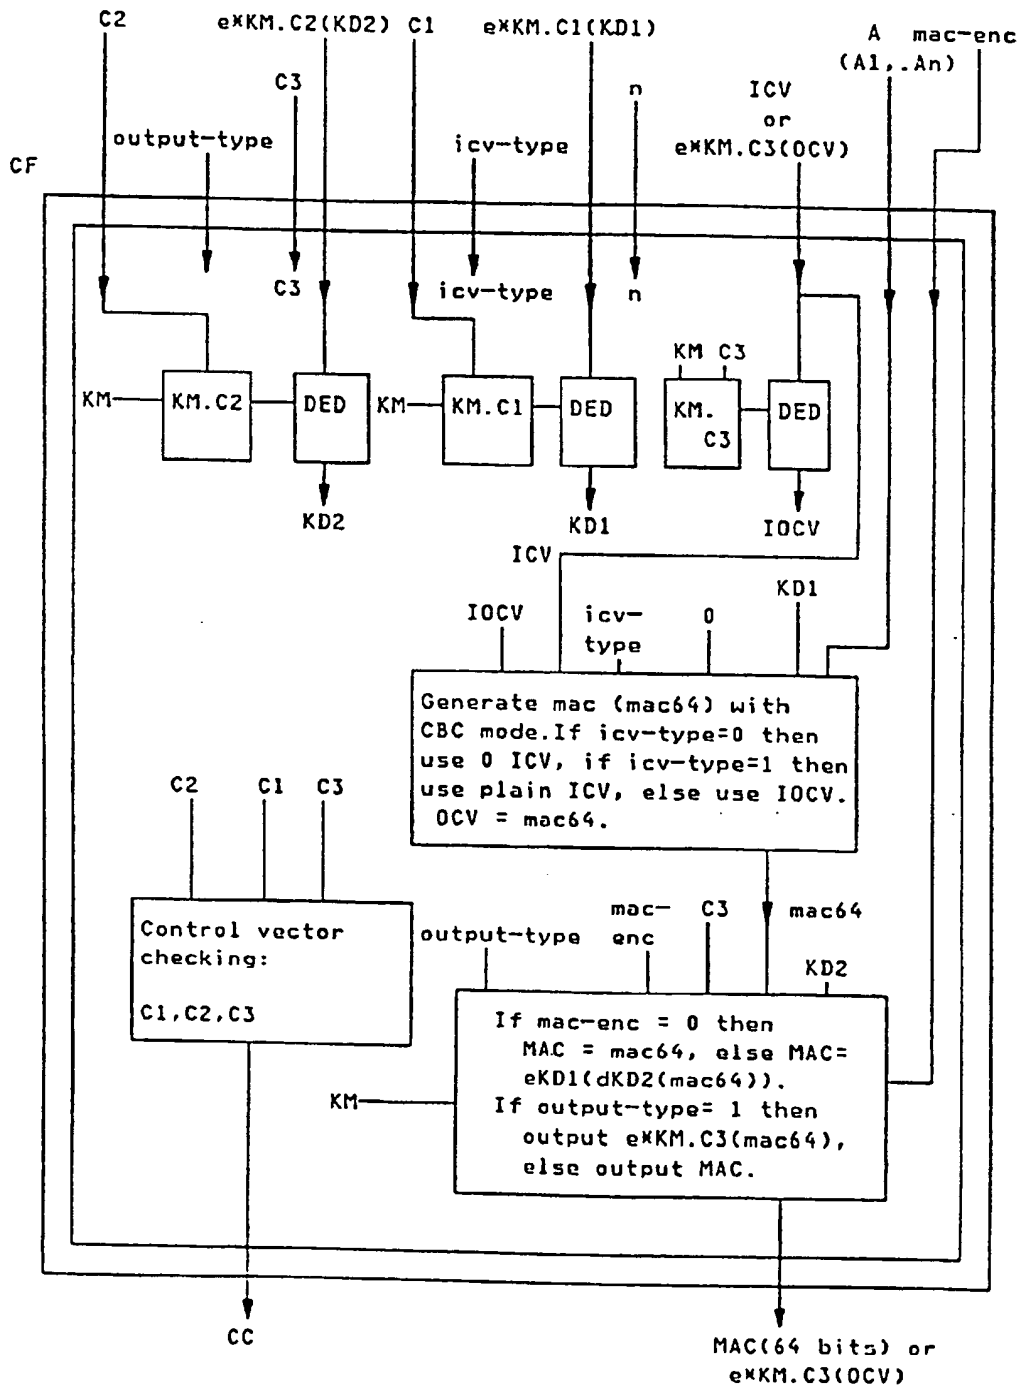 C2
e*KM.C2(KD2)
C1
e*KM.C1(KD1)
A
mac-enc
(A1,.An)
C3
n
ICV
or
e*KM.C3(OCV)
output-type
icv-type
CF
C3
icv-type
n
KM
KM.C2
DED
KM
KM.C1
DED
KM C3
KM.
C3
DED
KD2
KD1
IOCV
ICV
IOCV
icv-
type
0
KD1
Generate mac (mac64) with
CBC mode.If icv-type=0 then
use 0 ICV, if icv-type=1 then
use plain ICV, else use IOCV.
OCV = mac64.
C2
C1
C3
Control vector
checking:
C1,C2,C3
output-type
mac-
enc
C3
mac64
KD2
If mac-enc = 0 then
MAC = mac64, else MAC=
eKD1(dKD2(mac64)).
If output-type= 1 then
output e*KM.C3(mac64),
else output MAC.
KM
CC
MAC(64 bits) or
e*KM.C3(OCV)